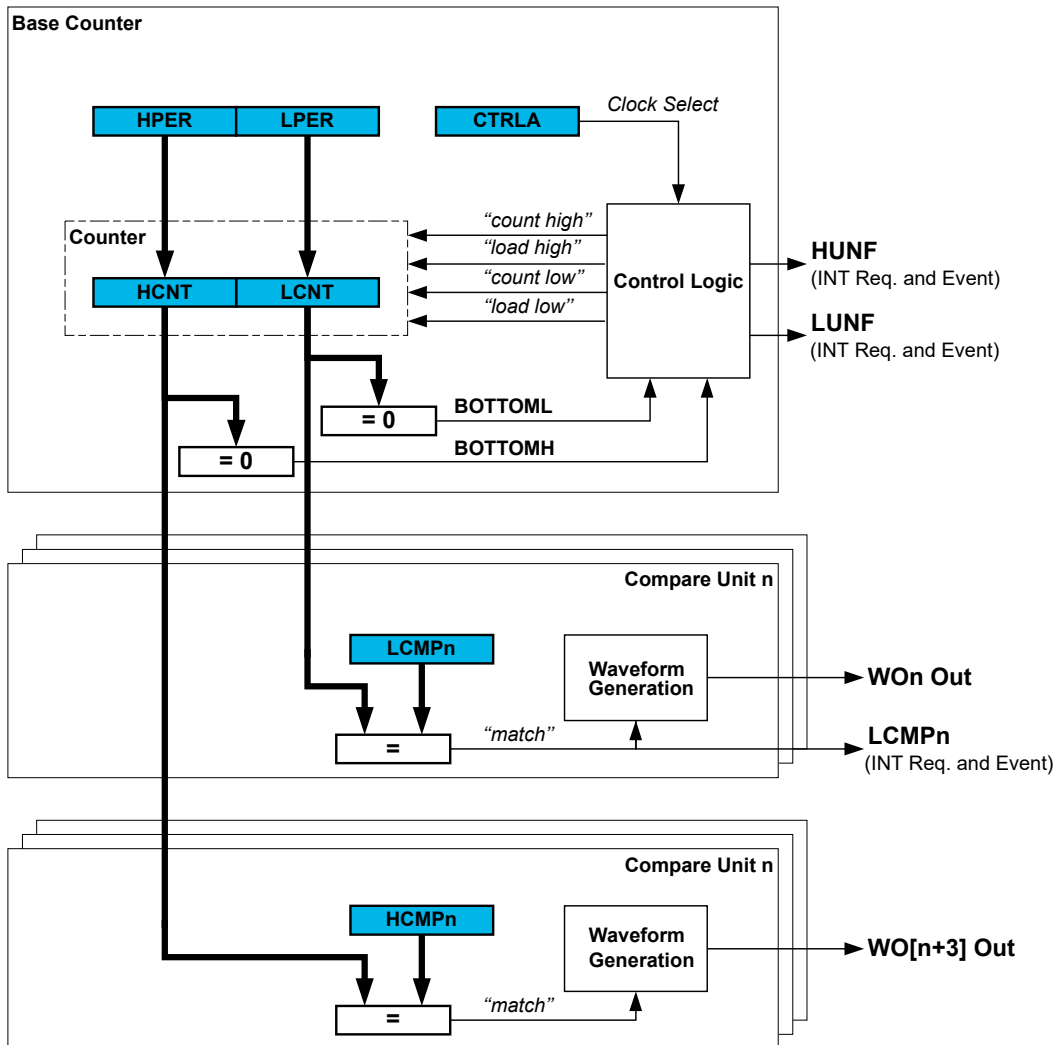 Base Counter
HPER
LPER
CTRLA
Clock Select
“count high”
“load high”
“count low”
“load low”
Counter
HCNT
LCNT
Control Logic
HUNF
(INT Req. and Event)
LUNF
(INT Req. and Event)
= 0
BOTTOML
= 0
BOTTOMH
Compare Unit n
LCMPn
Waveform
Generation
WOn Out
=
“match”
LCMPn
(INT Req. and Event)
Compare Unit n
HCMPn
Waveform
Generation
WO[n+3] Out
=
“match”